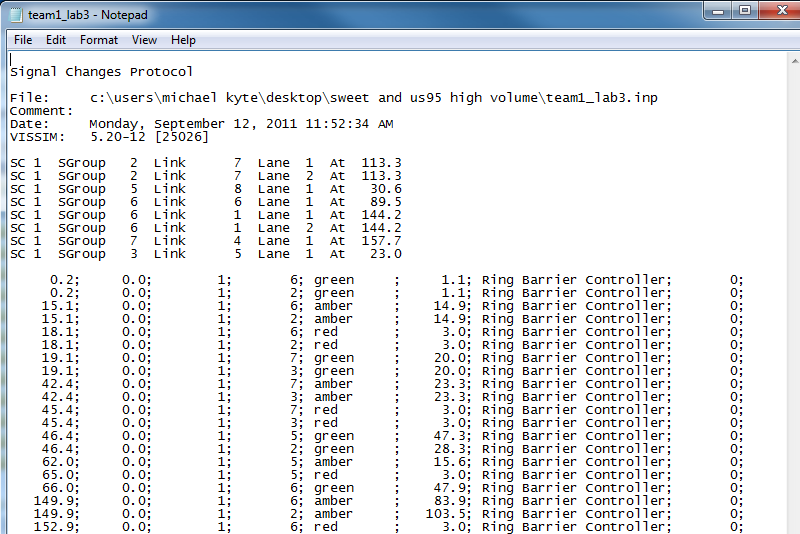 team1_lab3 - Notepad
File Edit Format View Help
Signal Changes Protocol
File: c:\users\michael kyte\desktop\sweet and us95 high volume\team1_lab3.inp
Comment:
Date: Monday, September 12, 2011 11:52:34 AM
VISSIM: 5.20-12 [25026]
SC 1 SGroup 2 Link 7 Lane 1 At 113.3
SC 1 SGroup 2 Link 7 Lane 2 At 113.3
SC 1 SGroup 5 Link 8 Lane 1 At 30.6
SC 1 SGroup 6 Link 6 Lane 1 At 89.5
SC 1 SGroup 6 Link 1 Lane 1 At 144.2
SC 1 SGroup 6 Link 1 Lane 2 At 144.2
SC 1 SGroup 7 Link 4 Lane 1 At 157.7
SC 1 SGroup 3 Link 5 Lane 1 At 23.0
0.2; 0.0; 1; 6; green ; 1.1; Ring Barrier Controller; 0;
0.2; 0.0; 1; 2; green ; 1.1; Ring Barrier Controller; 0;
15.1; 0.0; 1; 6; amber ; 14.9; Ring Barrier Controller; 0;
15.1; 0.0; 1; 2; amber ; 14.9; Ring Barrier Controller; 0;
18.1; 0.0; 1; 6; red ; 3.0; Ring Barrier Controller; 0;
18.1; 0.0; 1; 2; red ; 3.0; Ring Barrier Controller; 0;
19.1; 0.0; 1; 7; green ; 20.0; Ring Barrier Controller; 0;
19.1; 0.0; 1; 3; green ; 20.0; Ring Barrier Controller; 0;
42.4; 0.0; 1; 7; amber ; 23.3; Ring Barrier Controller; 0;
42.4; 0.0; 1; 3; amber ; 23.3; Ring Barrier Controller; 0;
45.4; 0.0; 1; 7; red ; 3.0; Ring Barrier Controller; 0;
45.4; 0.0; 1; 3; red ; 3.0; Ring Barrier Controller; 0;
46.4; 0.0; 1; 5; green ; 47.3; Ring Barrier Controller; 0;
46.4; 0.0; 1; 2; green ; 28.3; Ring Barrier Controller; 0;
62.0; 0.0; 1; 5; amber ; 15.6; Ring Barrier Controller; 0;
65.0; 0.0; 1; 5; red ; 3.0; Ring Barrier Controller; 0;
66.0; 0.0; 1; 6; green ; 47.9; Ring Barrier Controller; 0;
149.9; 0.0; 1; 6; amber ; 83.9; Ring Barrier Controller; 0;
149.9; 0.0; 1; 2; amber ; 103.5; Ring Barrier Controller; 0;
152.9; 0.0; 1; 6; red ; 3.0; Ring Barrier Controller; 0;